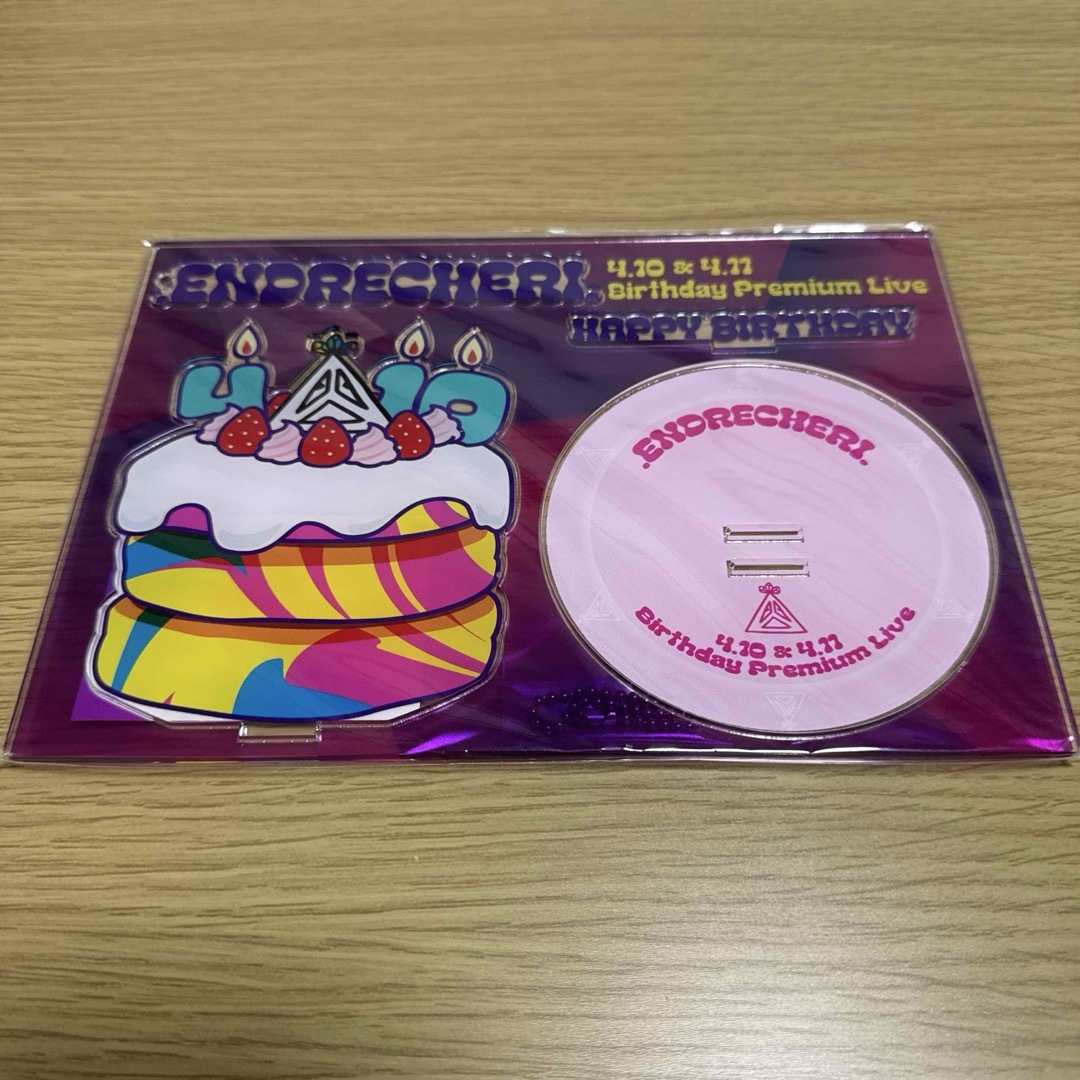 .ENDRECHERI.
4.10 & 4.11
Birthday Premium Live
HAPPY BIRTHDAY
4 10
.ENDRECHERI.
4.10 & 4.11
Birthday Premium Live